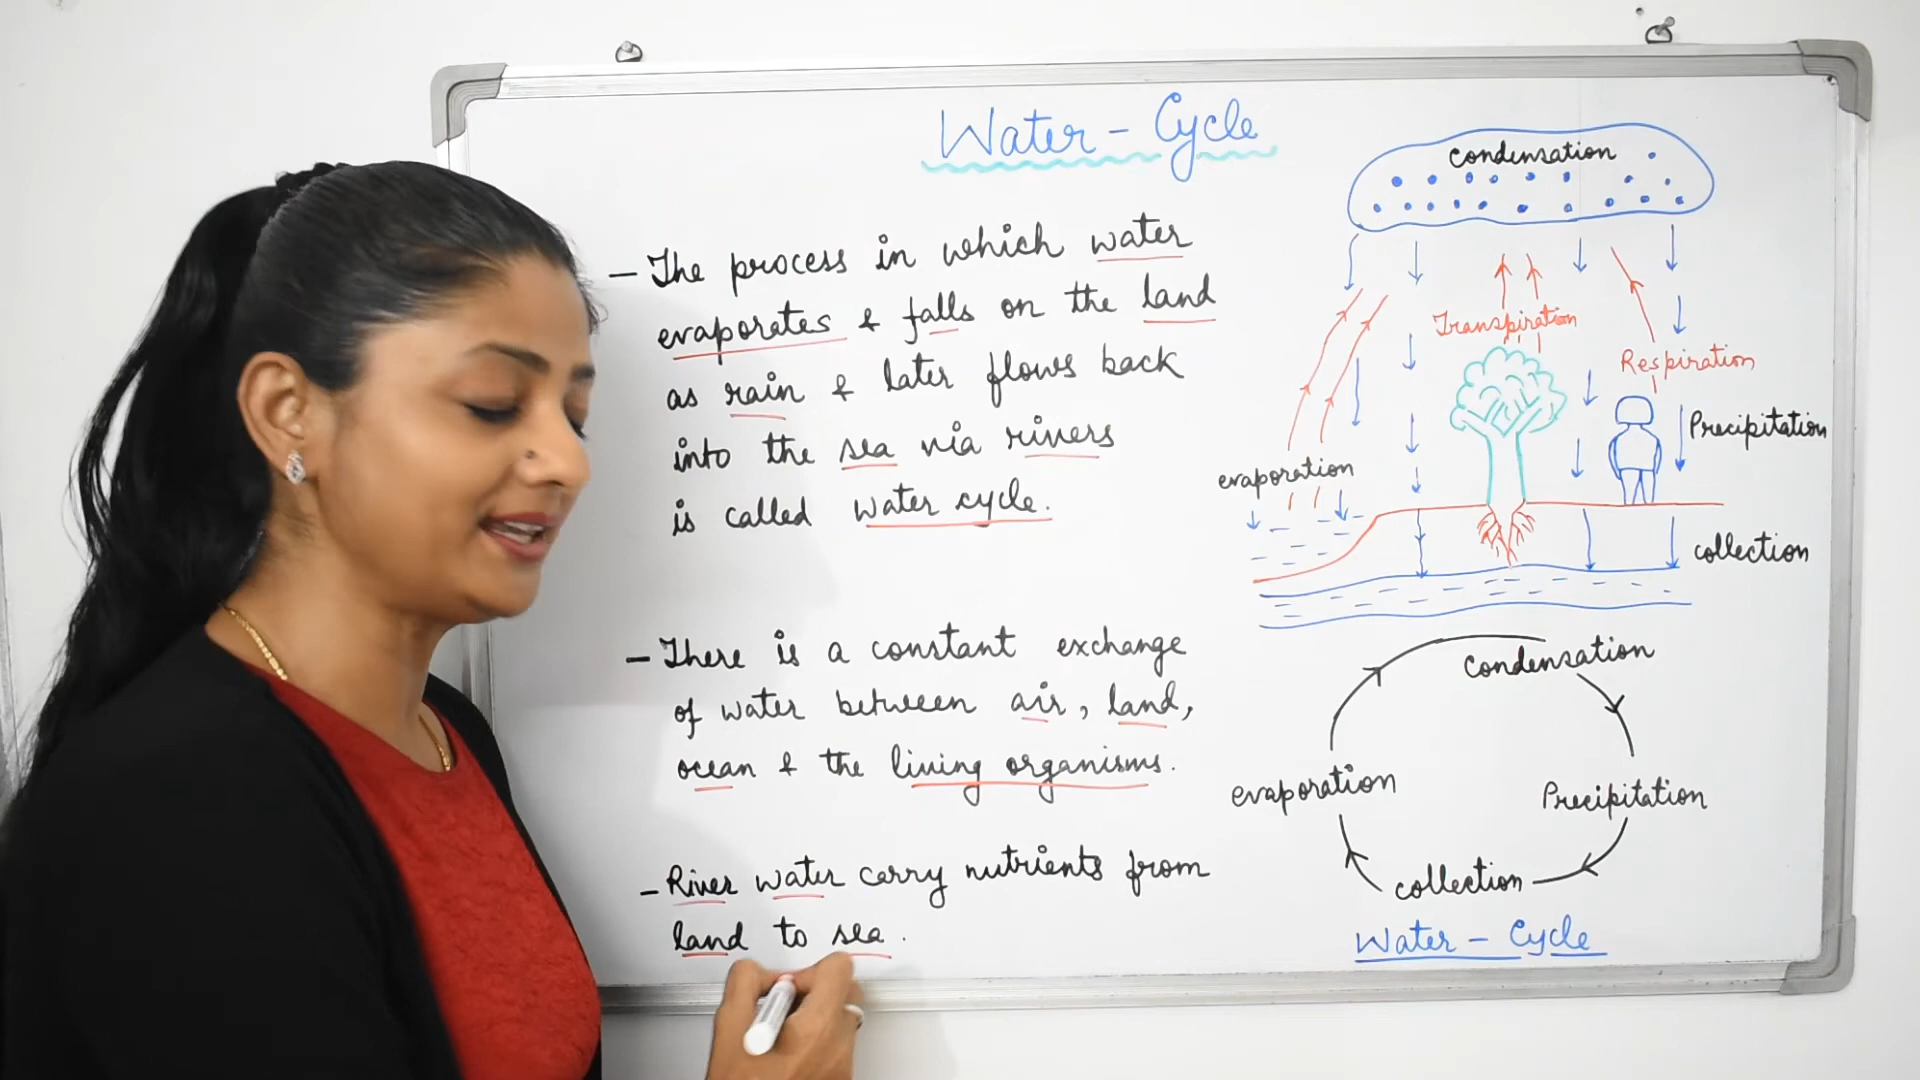 Water - Cycle
- The process in which water
evaporates & falls on the land
as rain & later flows back
into the sea via rivers
is called water cycle.
- There is a constant exchange
of water between air, land,
ocean & the living organisms.
- River water carry nutrients from
land to sea.
Condensation
Transpiration
Respiration
Precipitation
evaporation
collection
Condensation
evaporation
Precipitation
collection
Water - Cycle